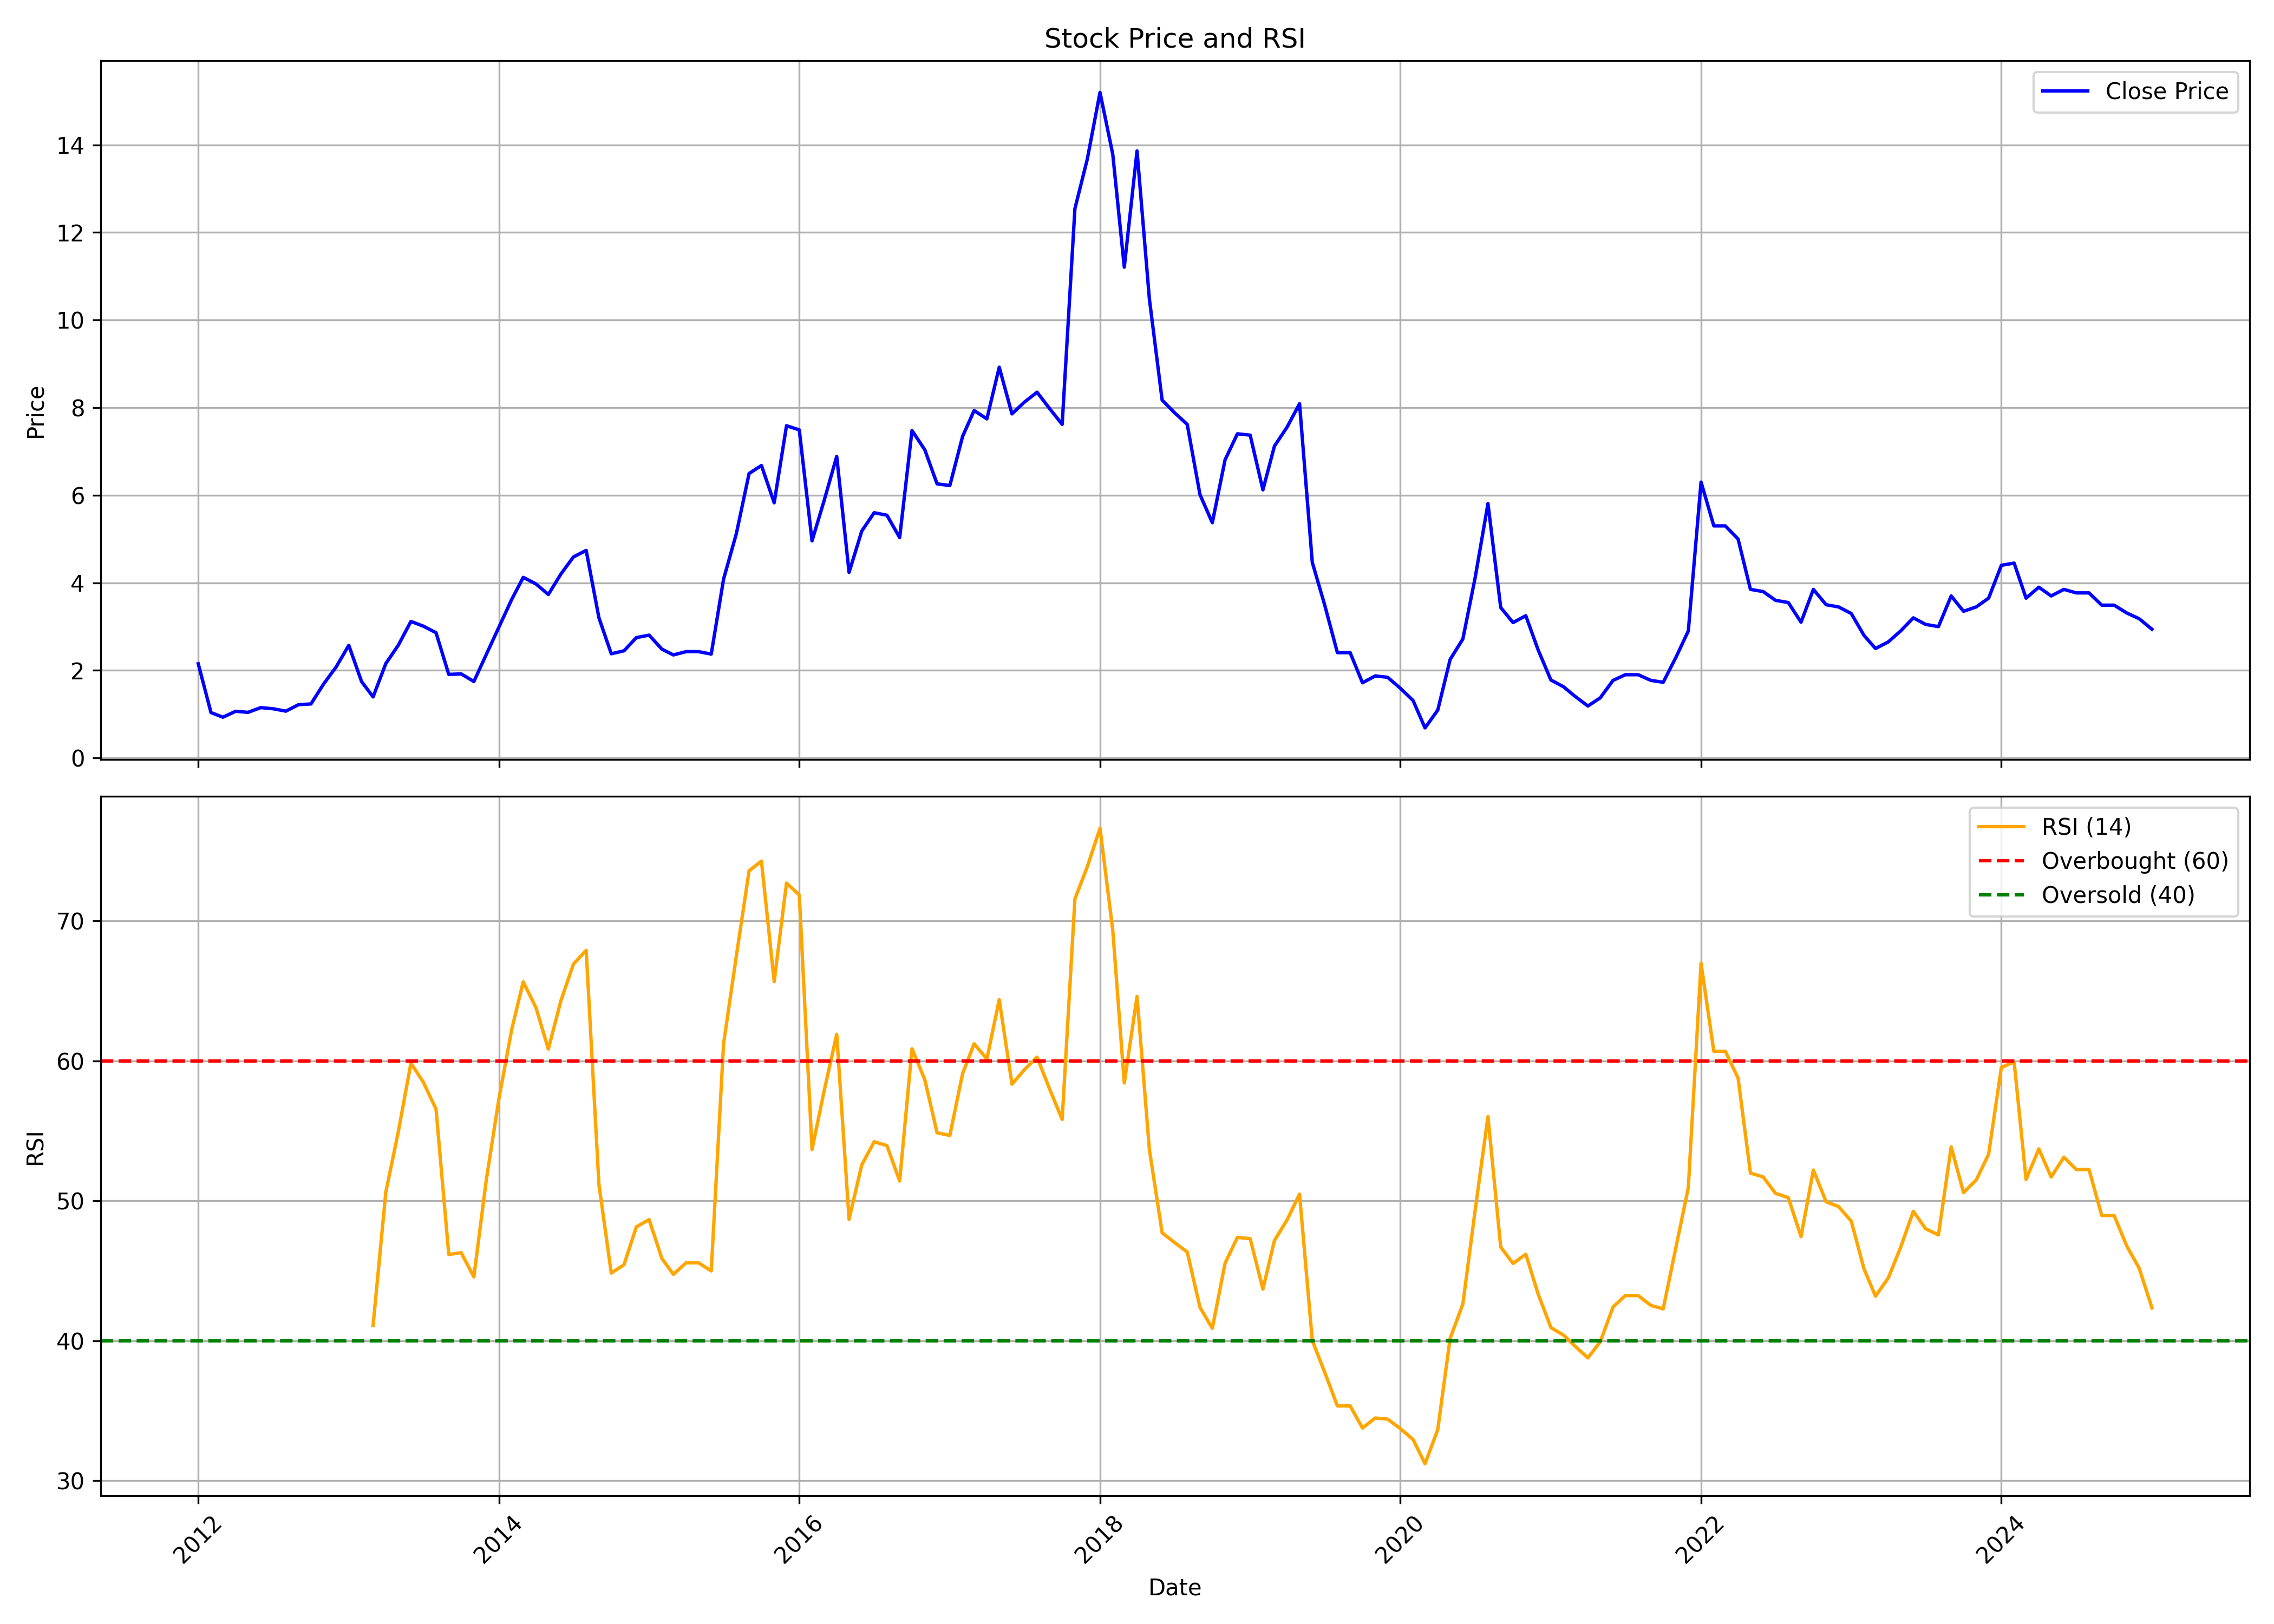 Stock Price and RSI
Close Price
Price
14
12
10
8
6
4
2
0
RSI (14)
Overbought (60)
Oversold (40)
RSI
70
60
50
40
30
2012
2014
2016
2018
2020
2022
2024
Date